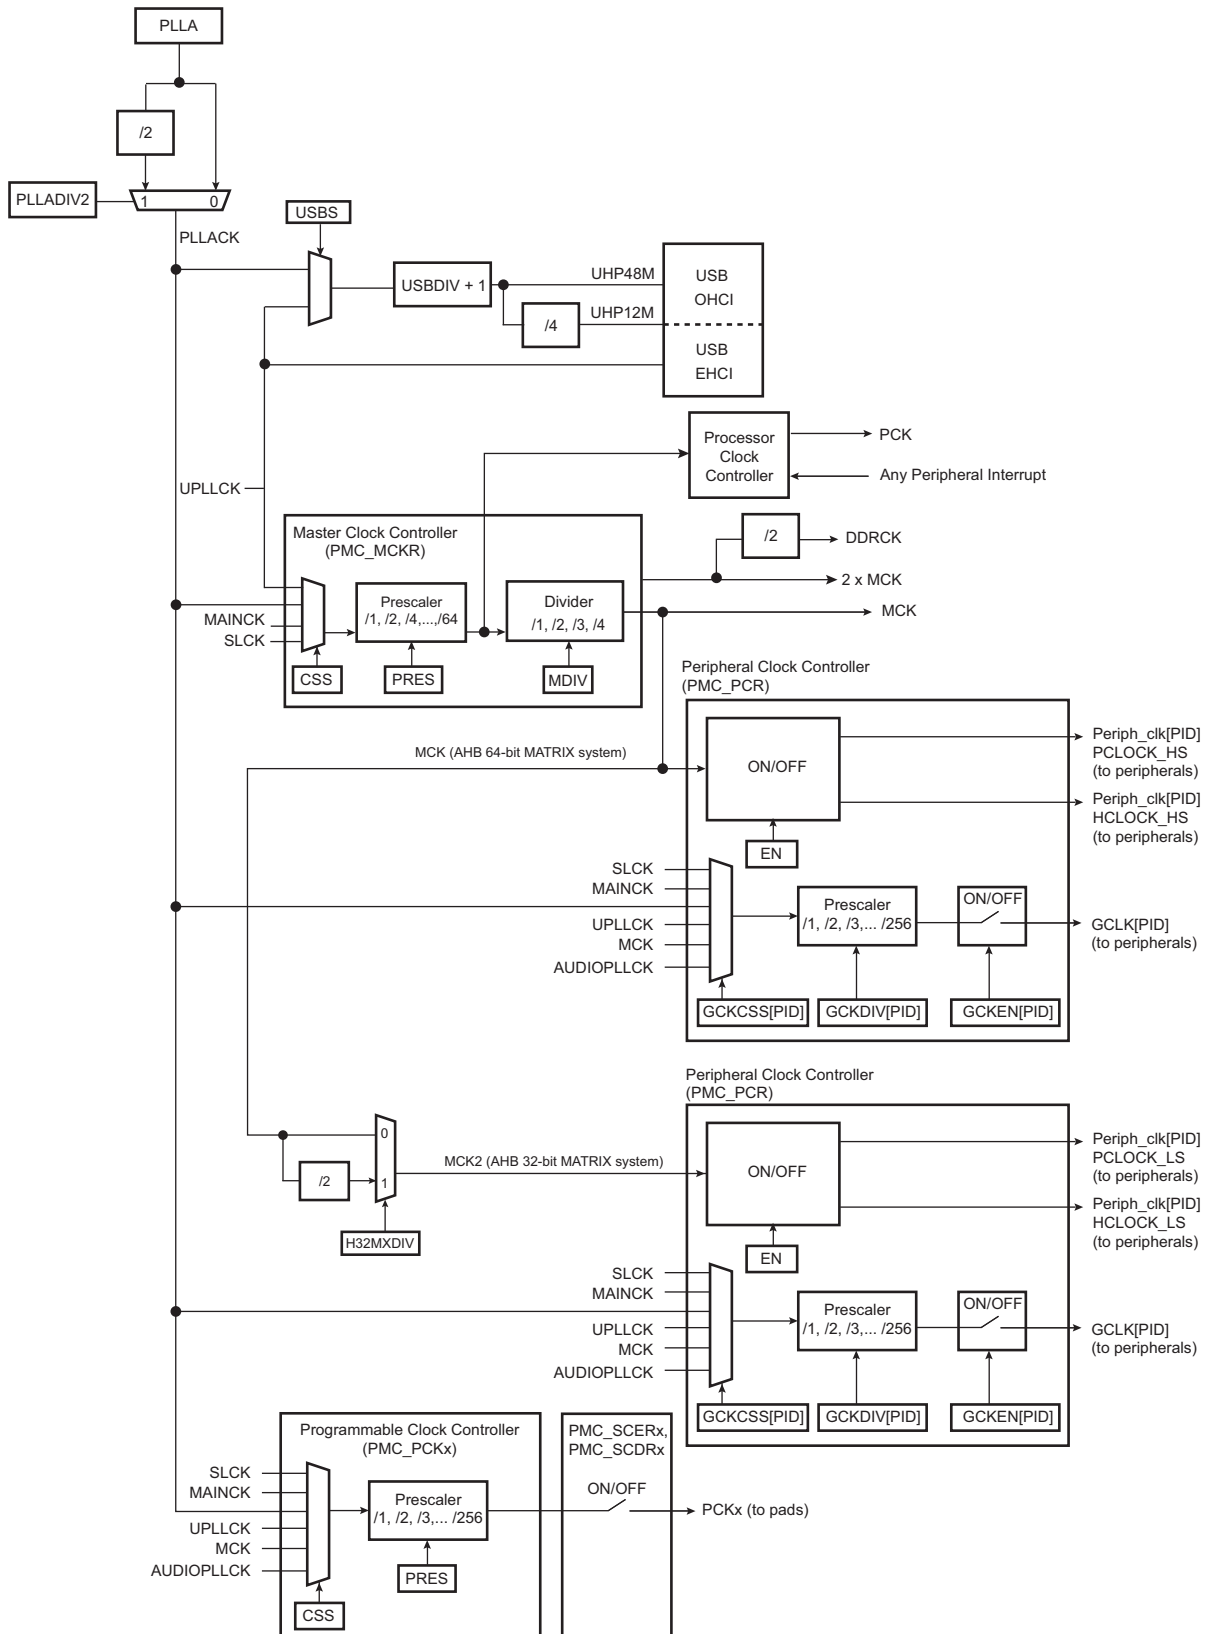 PLLA
/2
PLLADIV2
1 0
PLLACK
USBS
USBDIV + 1
/4
UHP48M
UHP12M
USB
OHCI
USB
EHCI
UPLLCK
Processor
Clock
Controller
PCK
Any Peripheral Interrupt
Master Clock Controller
(PMC_MCKR)
MAINCK
SLCK
Prescaler
/1, /2, /4,...,/64
Divider
/1, /2, /3, /4
CSS
PRES
MDIV
/2
DDRCK
2 x MCK
MCK
Peripheral Clock Controller
(PMC_PCR)
MCK (AHB 64-bit MATRIX system)
ON/OFF
EN
Periph_clk[PID]
PCLOCK_HS
(to peripherals)
Periph_clk[PID]
HCLOCK_HS
(to peripherals)
SLCK
MAINCK
UPLLCK
MCK
AUDIOPLLCK
Prescaler
/1, /2, /3,... /256
ON/OFF
GCLK[PID]
(to peripherals)
GCKCSS[PID]
GCKDIV[PID]
GCKEN[PID]
Peripheral Clock Controller
(PMC_PCR)
0
1
/2
H32MXDIV
MCK2 (AHB 32-bit MATRIX system)
ON/OFF
EN
Periph_clk[PID]
PCLOCK_LS
(to peripherals)
Periph_clk[PID]
HCLOCK_LS
(to peripherals)
SLCK
MAINCK
UPLLCK
MCK
AUDIOPLLCK
Prescaler
/1, /2, /3,... /256
ON/OFF
GCLK[PID]
(to peripherals)
GCKCSS[PID]
GCKDIV[PID]
GCKEN[PID]
Programmable Clock Controller
(PMC_PCKx)
SLCK
MAINCK
UPLLCK
MCK
AUDIOPLLCK
Prescaler
/1, /2, /3,... /256
PRES
CSS
PMC_SCERx,
PMC_SCDRx
ON/OFF
PCKx (to pads)